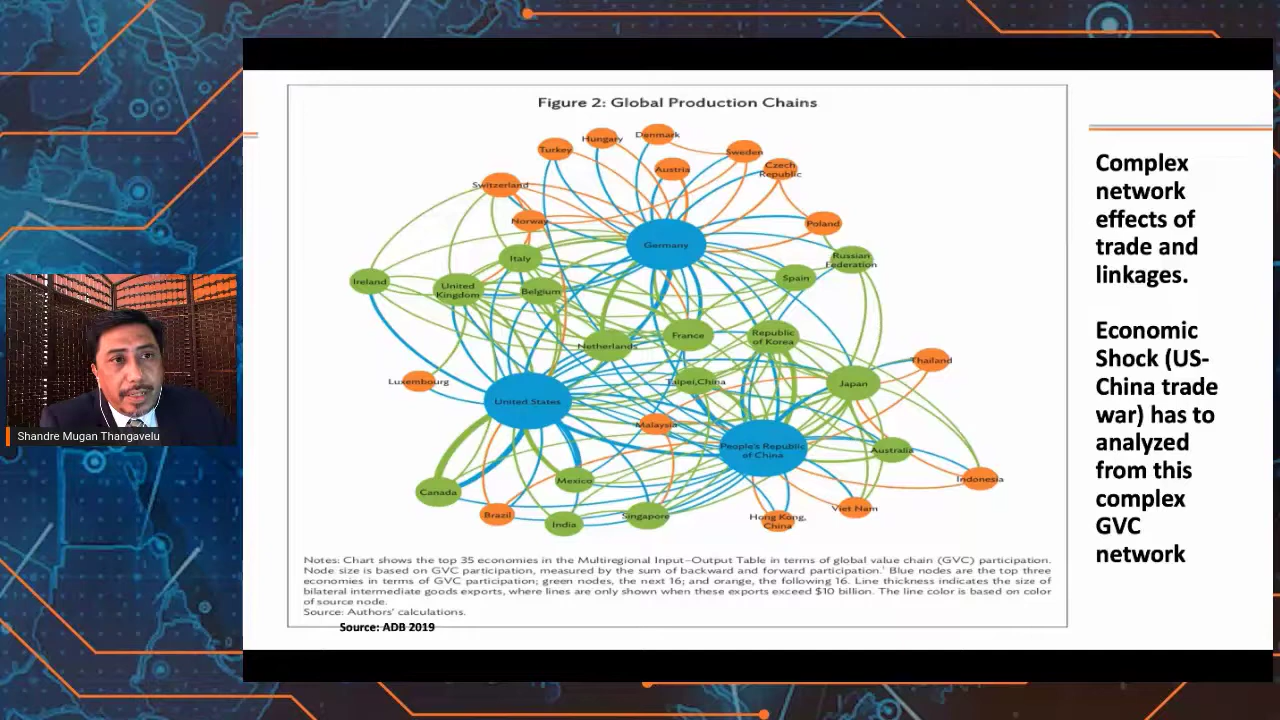 Figure 2: Global Production Chains
Denmark
Hungary
Turkey
Sweden
Austria
Czech
Republic
Switzerland
Norway
Poland
Germany
Italy
Russian
Federation
Spain
Ireland
United
Kingdom
Belgium
France
Republic
of Korea
Netherlands
Thailand
Luxembourg
Taipei,China
Japan
United States
Malaysia
People's Republic
of China
Australia
Mexico
Indonesia
Canada
Brazil
India
Singapore
Hong Kong,
China
Viet Nam
Notes: Chart shows the top 35 economies in the Multiregional Input–Output Table in terms of global value chain (GVC) participation.
Node size is based on GVC participation, measured by the sum of backward and forward participation.¹ Blue nodes are the top three
economies in terms of GVC participation; green nodes, the next 16; and orange, the following 16. Line thickness indicates the size of
bilateral intermediate goods exports, where lines are only shown when these exports exceed $10 billion. The line color is based on color
of source node.
Source: Authors' calculations.
Source: ADB 2019
Complex
network
effects of
trade and
linkages.
Economic
Shock (US-
China trade
war) has to
analyzed
from this
complex
GVC
network
Shandre Mugan Thangavelu